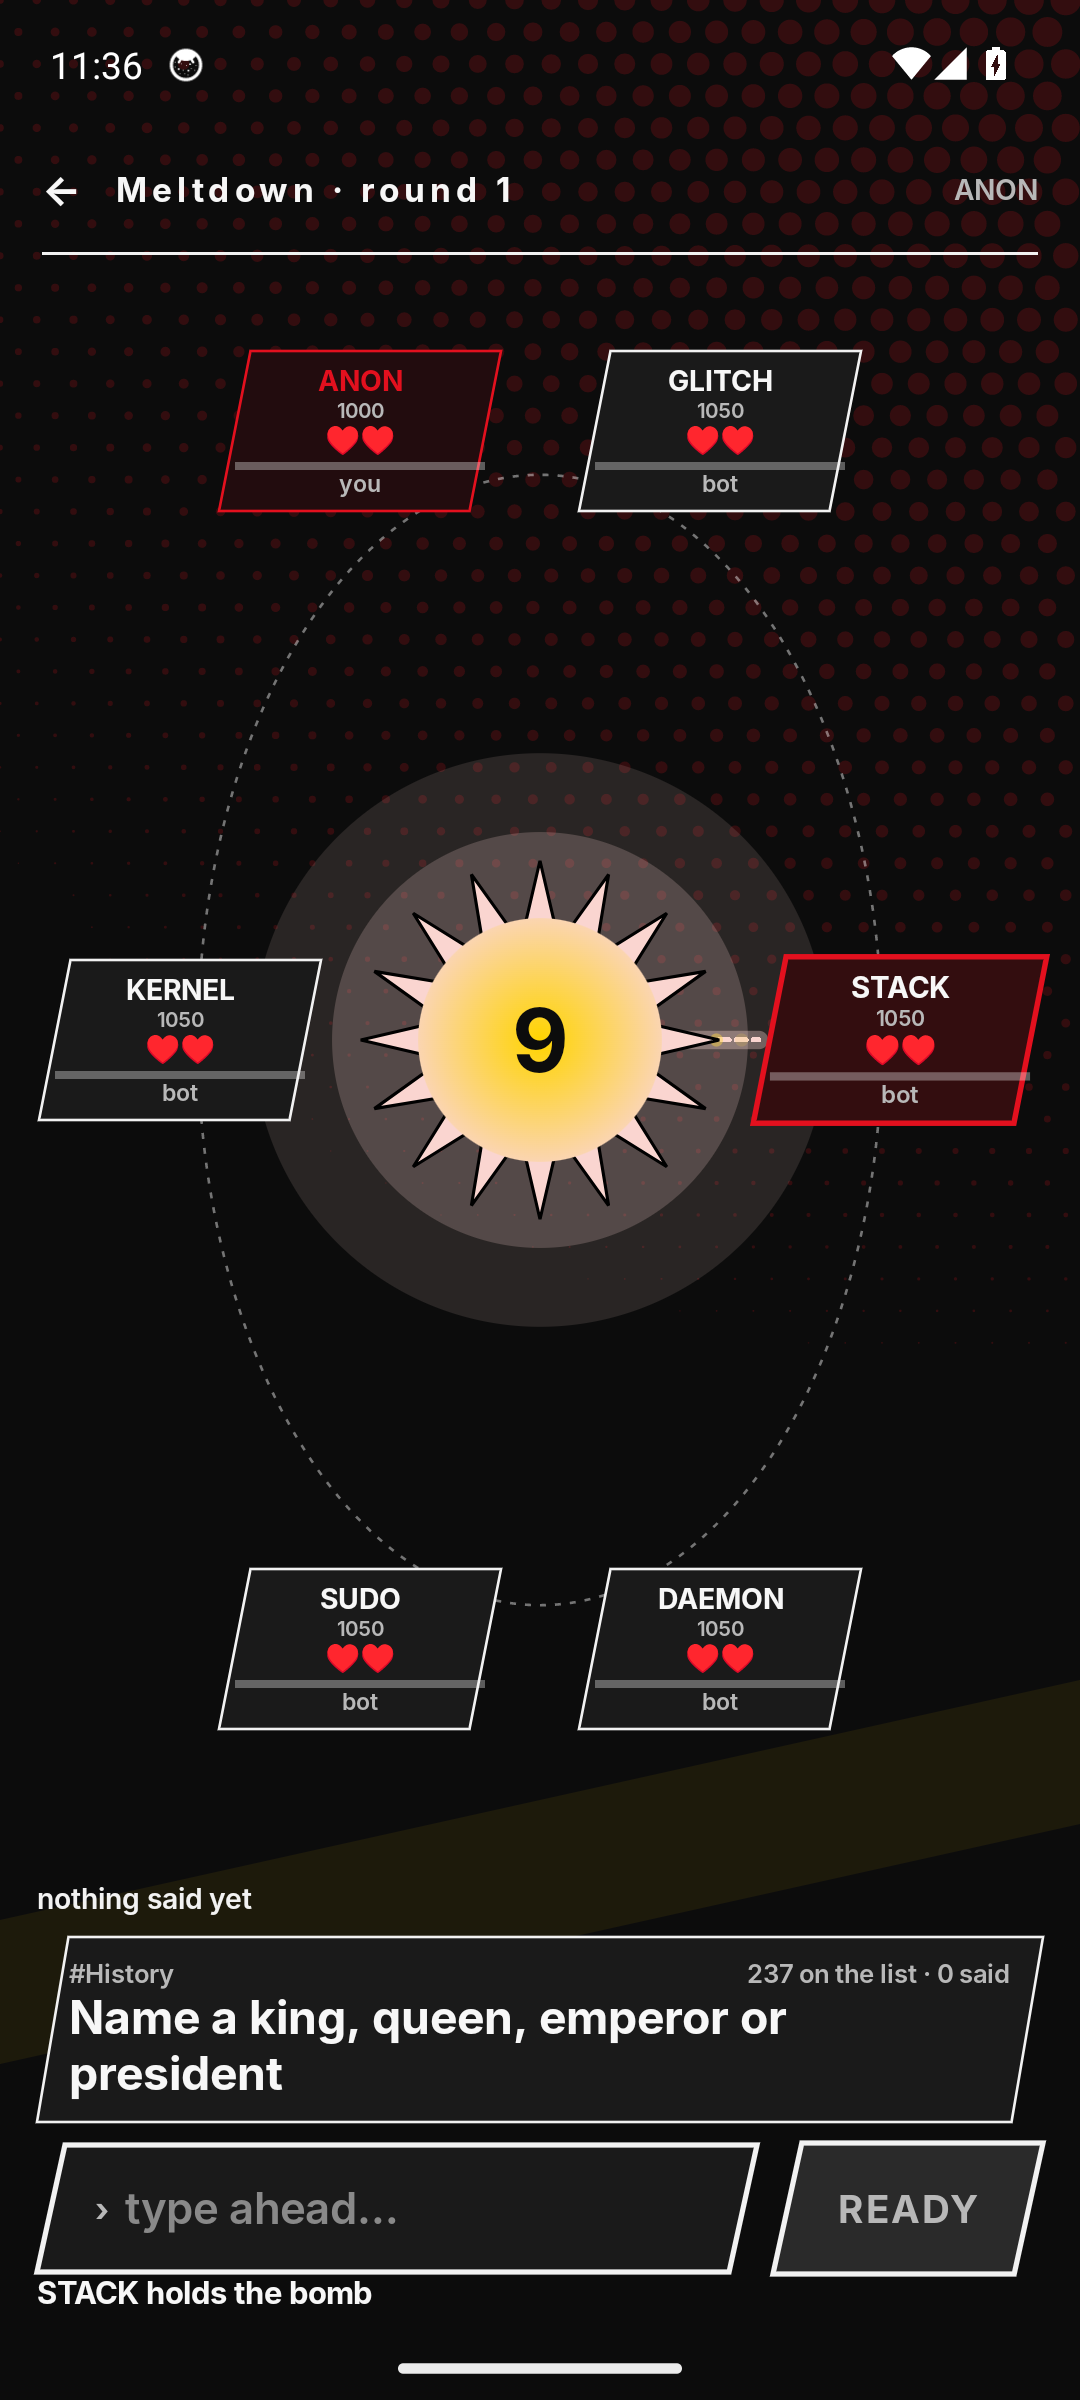 11:36
Meltdown · round 1
ANON
ANON
1000
you
GLITCH
1050
bot
KERNEL
1050
bot
9
STACK
1050
bot
SUDO
1050
bot
DAEMON
1050
bot
nothing said yet
#History
237 on the list · 0 said
Name a king, queen, emperor or
president
› type ahead...
READY
STACK holds the bomb